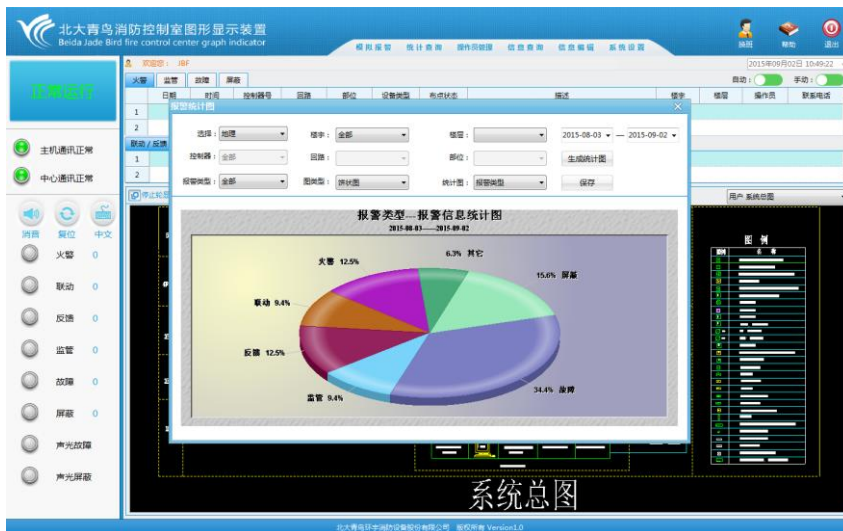 北大青鸟消防控制室图形显示装置
Beida Jade Bird fire control center graph indicator
模拟报警 统计查询 操作员管理 信息查询 信息编辑 系统设置
帮助 退出
欢迎您： JBF
2015年09月02日 10:49:22
火警 监管 故障 屏蔽
自动： 手动：
日期 时间 控制器号 回路 部位 设备类型 布点状态 描述 楼宇 楼层 操作员 联系电话
1
2
联动 / 反馈
1
2
正常运行
主机通讯正常
中心通讯正常
消音 复位 中文
火警 0
联动 0
反馈 0
监管 0
故障 0
屏蔽 0
声光故障
声光屏蔽
报警统计图
选择： 地理 楼宇： 全部 楼层： 2015-08-03 — 2015-09-02
控制器： 全部 回路： 部位： 生成统计图
报警类型： 全部 图类型： 饼状图 统计图： 报警类型 保存
报警类型---报警信息统计图
2015-08-03-----2015-09-02
火警 12.5%
6.3% 其它
15.6% 屏蔽
联动 9.4%
反馈 12.5%
监管 9.4%
34.4% 故障
用户 系统总图
图 例
系统总图
北大青鸟环宇消防设备股份有限公司 版权所有 Version1.0